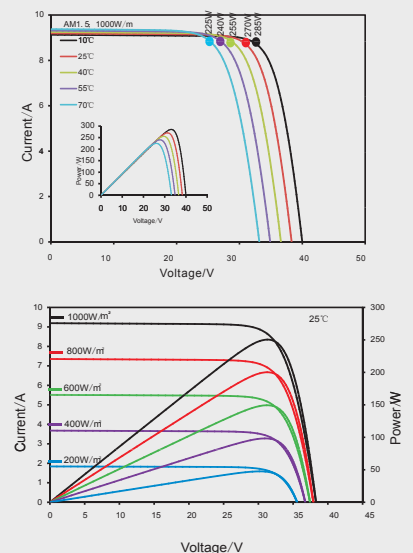 AM1. 5, 1000W/m
10℃
25℃
40℃
55℃
70℃
225W
240W
255W
270W
285W
10
8
6
4
2
0
Current/A
300
250
200
150
100
50
0
Power/W
0 10 20 30 40 50
Voltage/V
0 10 20 30 40 50
Voltage/V
1000W/m²
800W/㎡
600W/㎡
400W/㎡
200W/㎡
25℃
10
9
8
7
6
5
4
3
2
1
0
Current/A
300
250
200
150
100
50
0
Power/W
0 5 10 15 20 25 30 35 40 45
Voltage/V